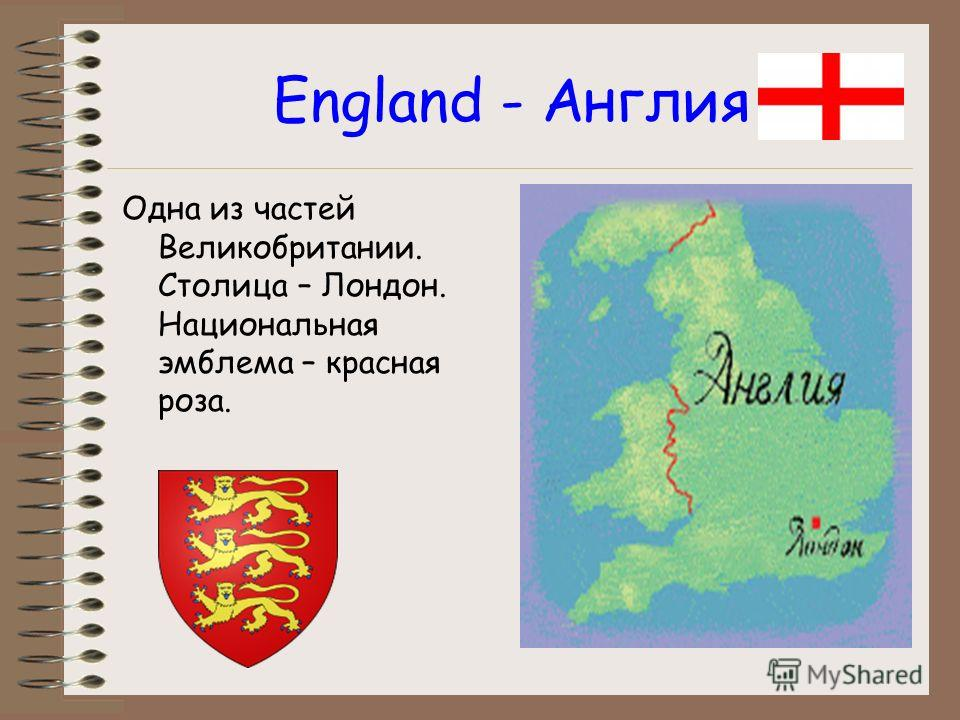 England - Англия
Одна из частей
Великобритании.
Столица – Лондон.
Национальная
эмблема – красная
роза.
Англия
Лондон
MyShared